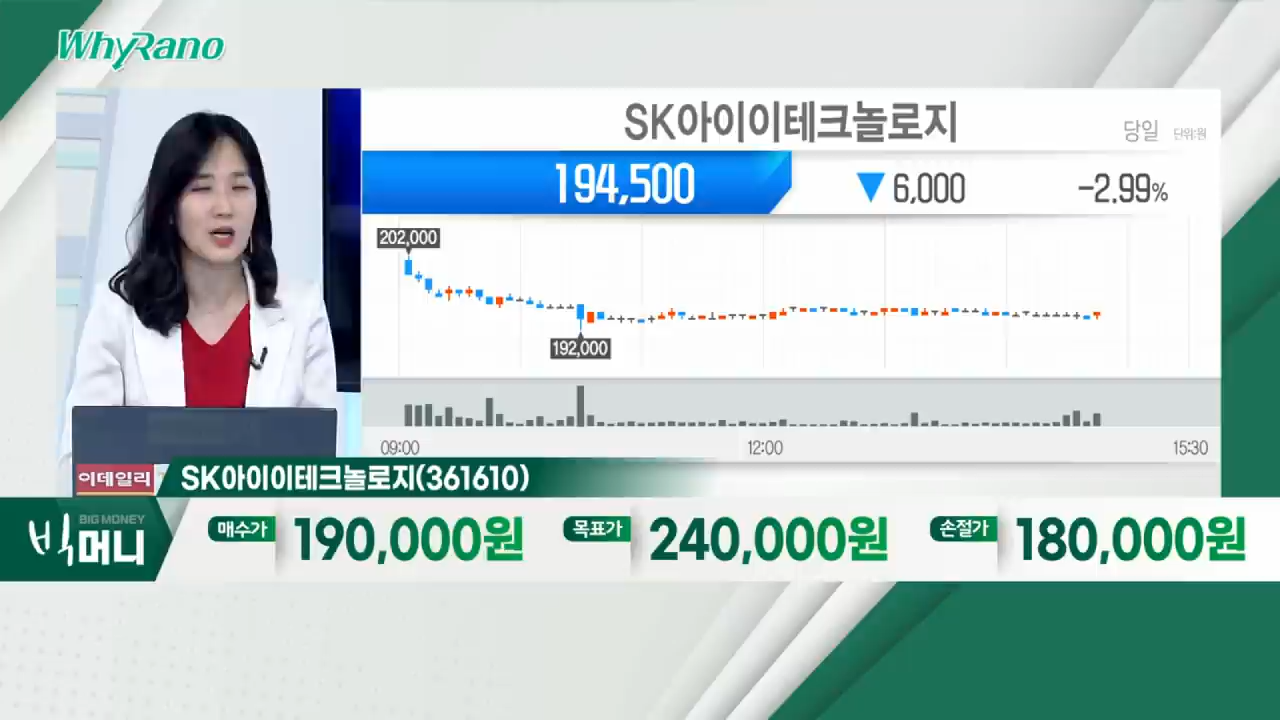 WhyRano
SK아이이테크놀로지
당일 단위:원
194,500 ▼6,000 -2.99%
202,000
192,000
09:00 12:00 15:30
이데일리 SK아이이테크놀로지(361610)
BIG MONEY
빅머니 매수가 190,000원 목표가 240,000원 손절가 180,000원